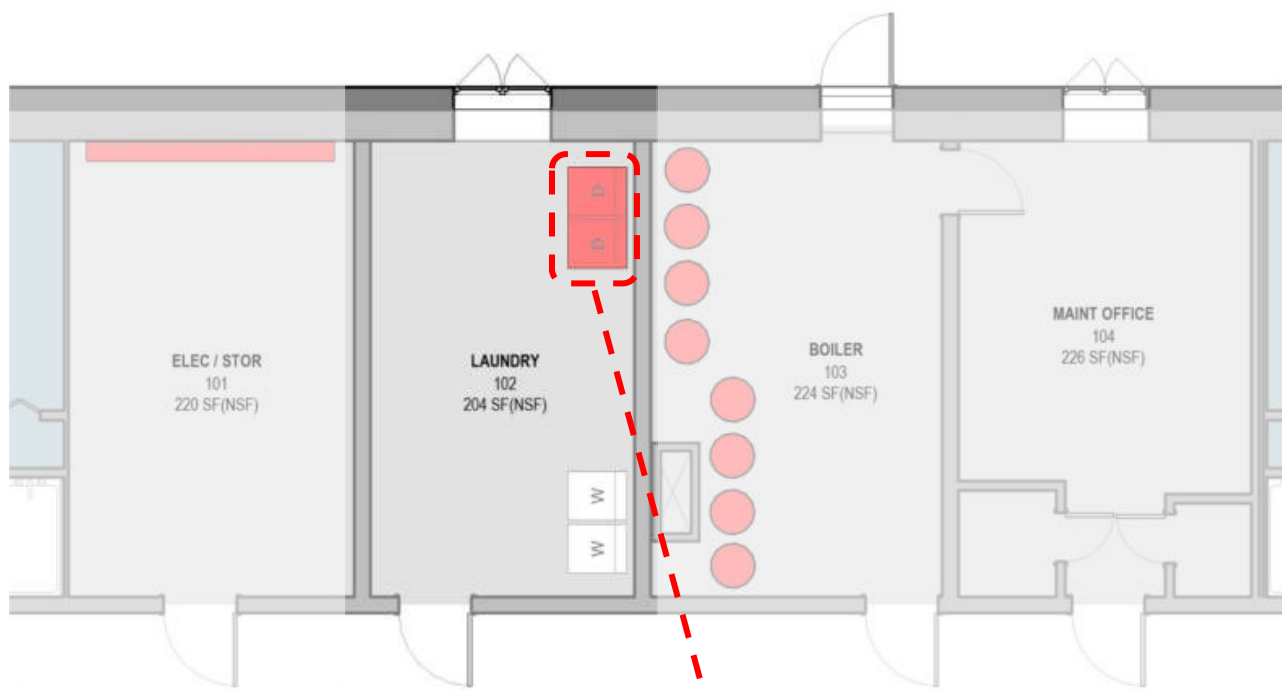 D
D
ELEC / STOR
101
220 SF(NSF)
LAUNDRY
102
204 SF(NSF)
BOILER
103
224 SF(NSF)
MAINT OFFICE
104
226 SF(NSF)
W
W